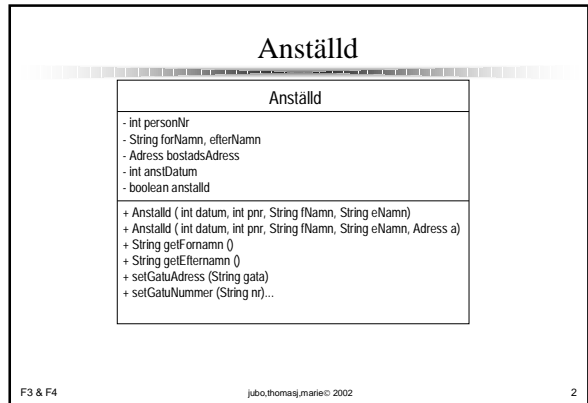 Anställd
Anställd
- int personNr
- String forNamn, efterNamn
- Adress bostadsAdress
- int anstDatum
- boolean anstalld
+ Anstalld ( int datum, int pnr, String fNamn, String eNamn)
+ Anstalld ( int datum, int pnr, String fNamn, String eNamn, Adress a)
+ String getFornamn ()
+ String getEfternamn ()
+ setGatuAdress (String gata)
+ setGatuNummer (String nr)...
F3 & F4 jubo,thomasj,marie© 2002 2